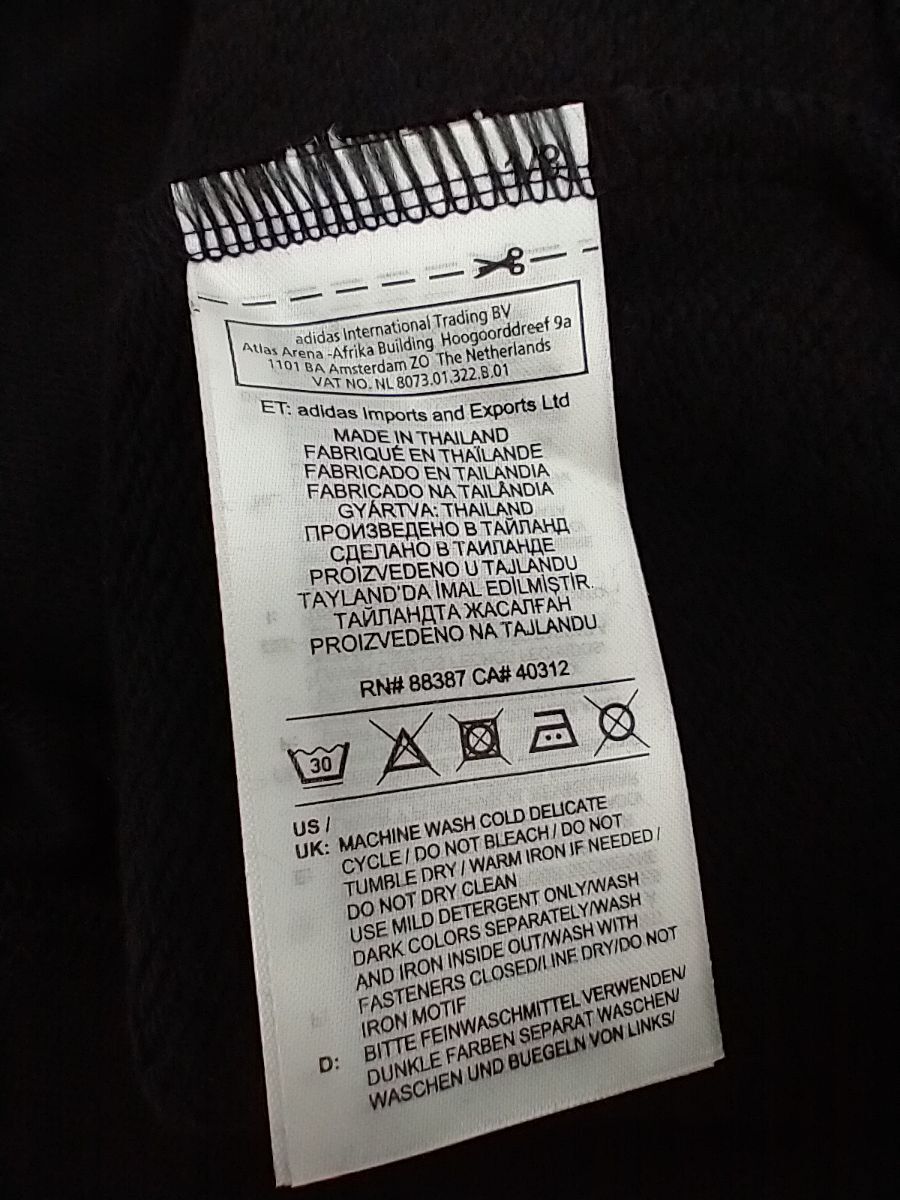 adidas International Trading BV
Atlas Arena -Afrika Building Hoogoorddreef 9a
1101 BA Amsterdam ZO The Netherlands
VAT NO. NL 8073.01.322.B.01
ET: adidas Imports and Exports Ltd
MADE IN THAILAND
FABRIQUÉ EN THAÏLANDE
FABRICADO EN TAILANDIA
FABRICADO NA TAILÂNDIA
GYÁRTVA: THAILAND
ПРОИЗВЕДЕНО В ТАЙЛАНД
СДЕЛАНО В ТАИЛАНДЕ
PROIZVEDENO U TAJLANDU
TAYLAND'DA İMAL EDİLMİŞTİR.
ТАЙЛАНДТА ЖАСАЛҒАН
PROIZVEDENO NA TAJLANDU
RN# 88387 CA# 40312
30
US /
UK: MACHINE WASH COLD DELICATE
CYCLE / DO NOT BLEACH / DO NOT
TUMBLE DRY / WARM IRON IF NEEDED /
DO NOT DRY CLEAN
USE MILD DETERGENT ONLY/WASH
DARK COLORS SEPARATELY/WASH
AND IRON INSIDE OUT/WASH WITH
FASTENERS CLOSED/LINE DRY/DO NOT
IRON MOTIF
D: BITTE FEINWASCHMITTEL VERWENDEN/
DUNKLE FARBEN SEPARAT WASCHEN/
WASCHEN UND BUEGELN VON LINKS/